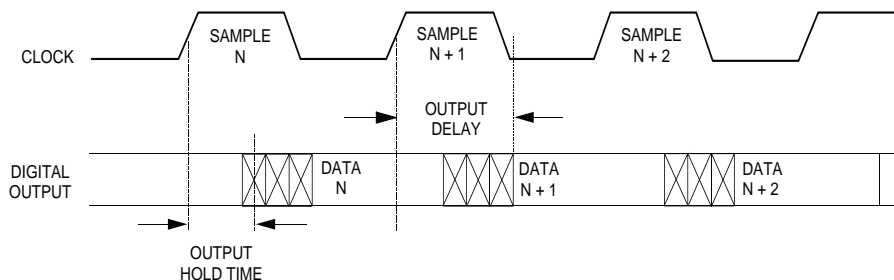 CLOCK
SAMPLE
N
SAMPLE
N + 1
SAMPLE
N + 2
OUTPUT
DELAY
DIGITAL
OUTPUT
DATA
N
DATA
N + 1
DATA
N + 2
OUTPUT
HOLD TIME